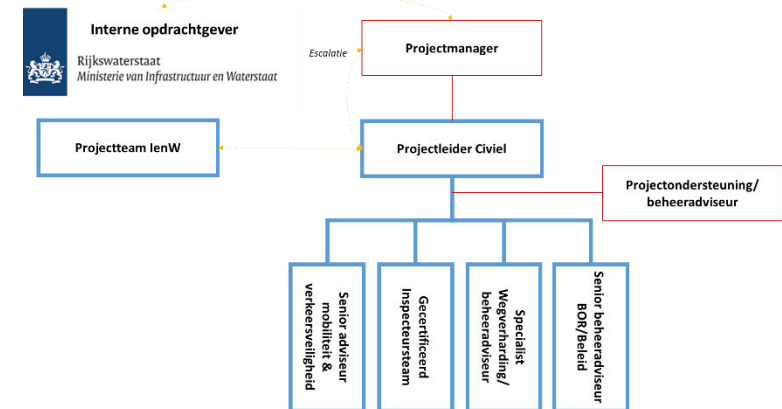 Interne opdrachtgever
Rijkswaterstaat
Ministerie van Infrastructuur en Waterstaat
Escalatie
Projectmanager
Projectteam IenW
Projectleider Civiel
Projectondersteuning/
beheeradviseur
Senior adviseur
mobiliteit &
verkeersveiligheid
Gecertificeerd
Inspecteursteam
Specialist
Wegverharding/
beheeradviseur
Senior beheeradviseur
BOR/Beleid